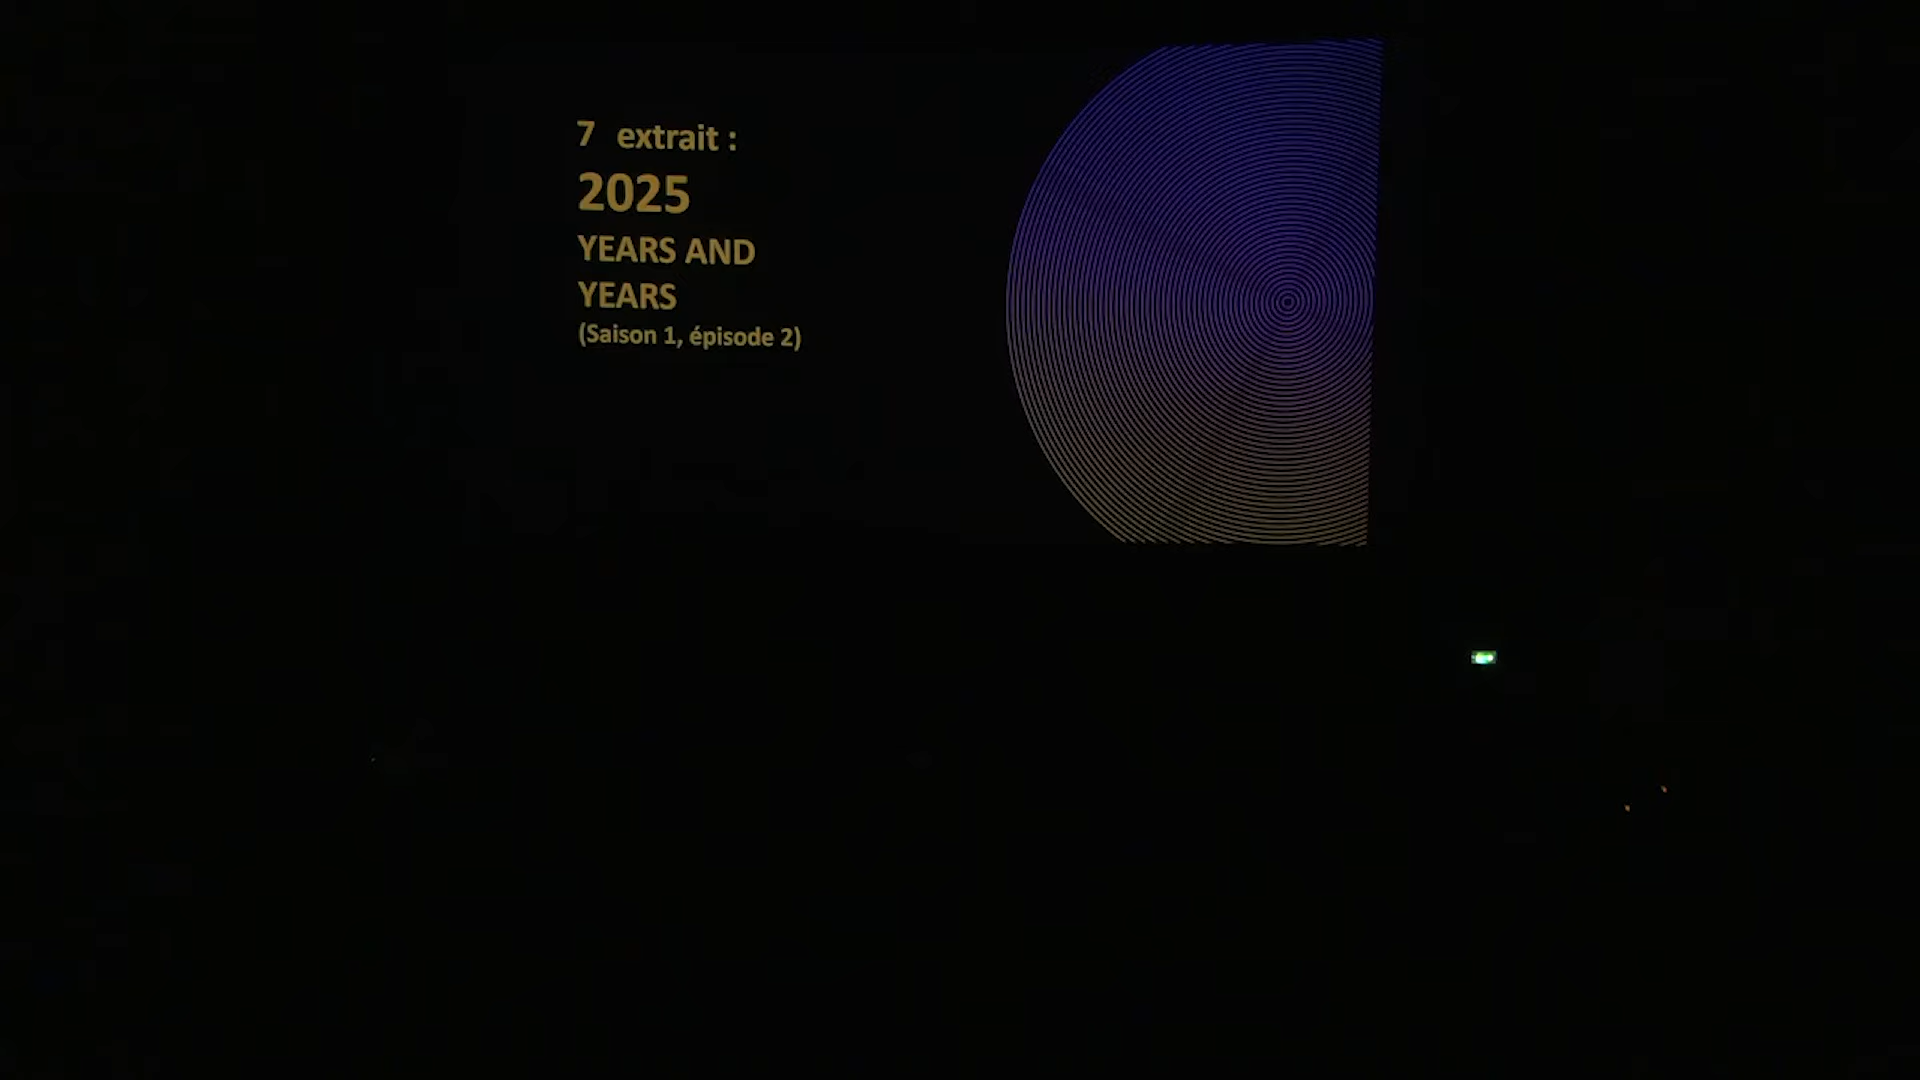 7 extrait :
2025
YEARS AND
YEARS
(Saison 1, épisode 2)